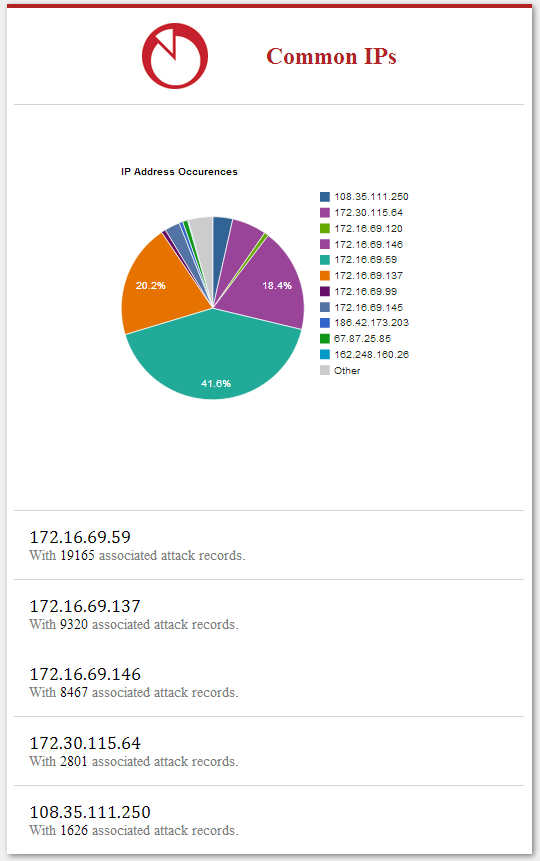 Common IPs
IP Address Occurences
108.35.111.250
172.30.115.64
172.16.69.120
172.16.69.146
172.16.69.59
172.16.69.137
172.16.69.99
172.16.69.145
186.42.173.203
67.87.25.85
162.248.160.26
Other
20.2%
18.4%
41.6%
172.16.69.59
With 19165 associated attack records.
172.16.69.137
With 9320 associated attack records.
172.16.69.146
With 8467 associated attack records.
172.30.115.64
With 2801 associated attack records.
108.35.111.250
With 1626 associated attack records.